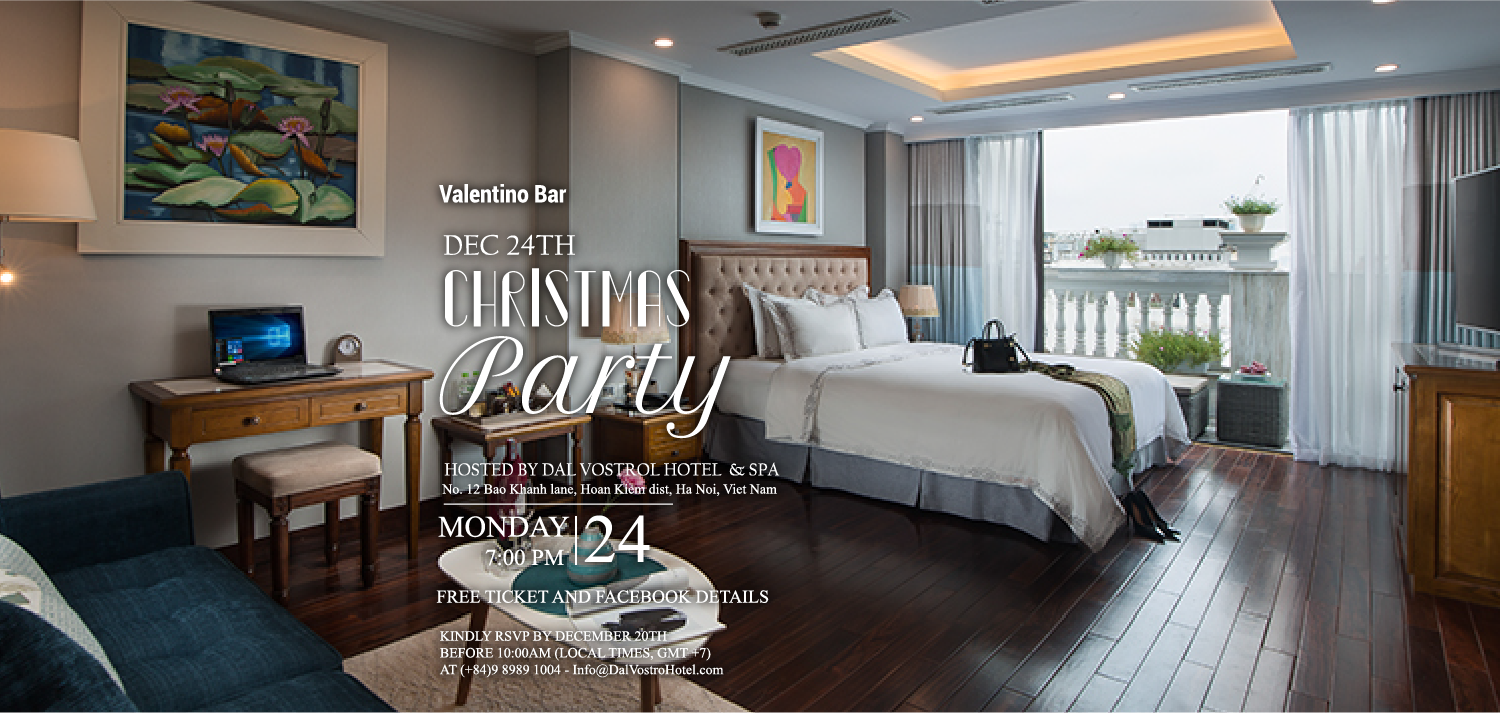 Valentino Bar
DEC 24TH
CHRISTMAS
Party
HOSTED BY DAL VOSTROL HOTEL & SPA
No. 12 Bao Khanh lane, Hoan Kiem dist, Ha Noi, Viet Nam
MONDAY
7:00 PM
24
FREE TICKET AND FACEBOOK DETAILS
KINDLY RSVP BY DECEMBER 20TH
BEFORE 10:00AM (LOCAL TIMES, GMT +7)
AT (+84)9 8989 1004 - Info@DalVostroHotel.com